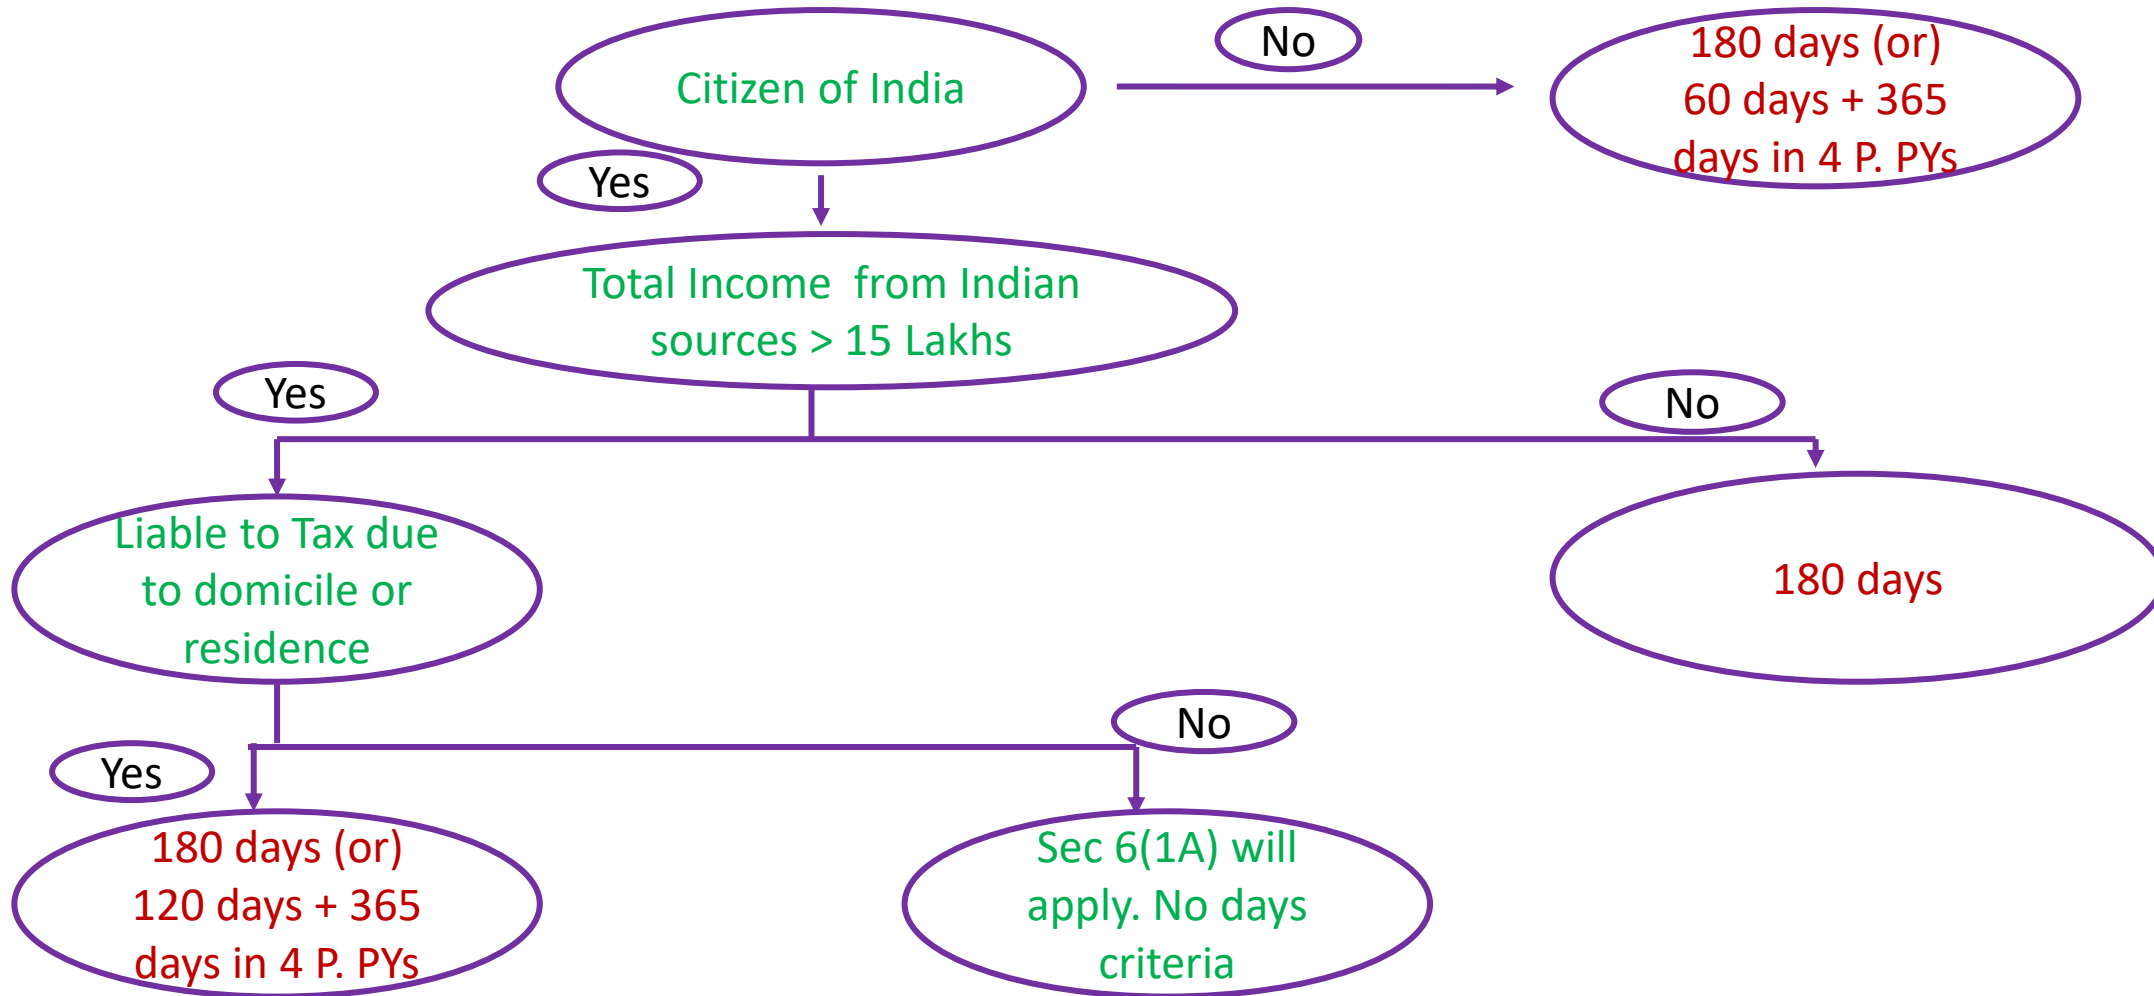 Citizen of India
No
180 days (or)
60 days + 365
days in 4 P. PYs
Yes
Total Income  from Indian
sources > 15 Lakhs
Yes
No
Liable to Tax due
to domicile or
residence
180 days
Yes
No
180 days (or)
120 days + 365
days in 4 P. PYs
Sec 6(1A) will
apply. No days
criteria